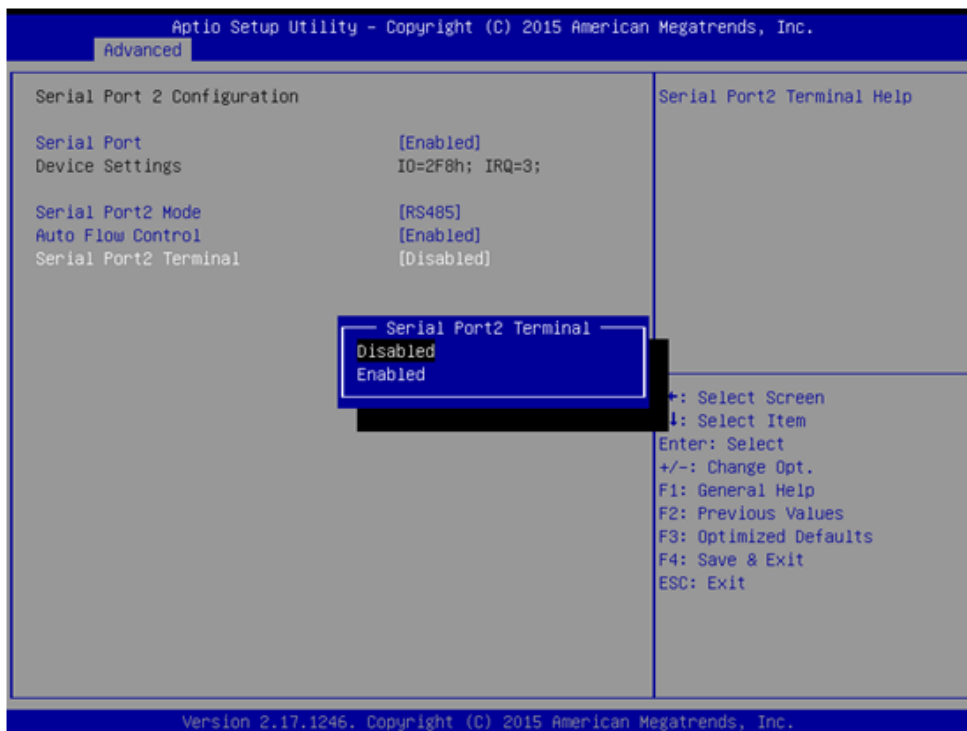 Aptio Setup Utility – Copyright (C) 2015 American Megatrends, Inc.
Advanced
Serial Port 2 Configuration
Serial Port [Enabled]
Device Settings IO=2F8h; IRQ=3;
Serial Port2 Mode [RS485]
Auto Flow Control [Enabled]
Serial Port2 Terminal [Disabled]
Serial Port2 Terminal
Disabled
Enabled
Serial Port2 Terminal Help
←: Select Screen
↓: Select Item
Enter: Select
+/-: Change Opt.
F1: General Help
F2: Previous Values
F3: Optimized Defaults
F4: Save & Exit
ESC: Exit
Version 2.17.1246. Copyright (C) 2015 American Megatrends, Inc.